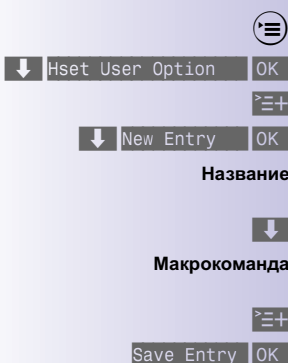 Hset User Option OK
New Entry OK
Название
Макрокоманда
Save Entry OK